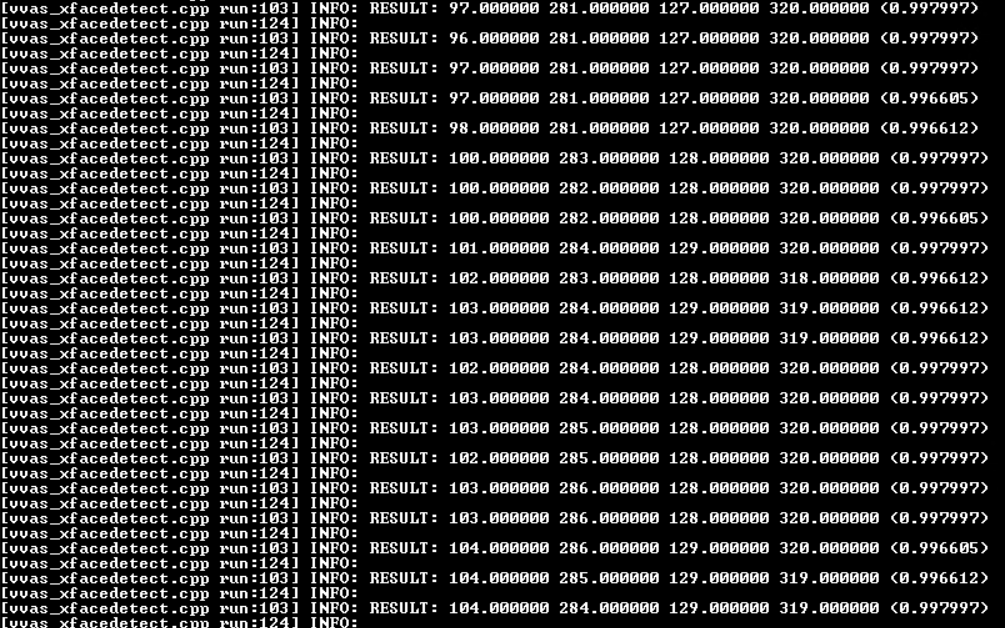 [vvas_xfacedetect.cpp run:103] INFO: RESULT: 97.000000 281.000000 127.000000 320.000000 (0.997997)
[vvas_xfacedetect.cpp run:124] INFO:
[vvas_xfacedetect.cpp run:103] INFO: RESULT: 96.000000 281.000000 127.000000 320.000000 (0.997997)
[vvas_xfacedetect.cpp run:124] INFO:
[vvas_xfacedetect.cpp run:103] INFO: RESULT: 97.000000 281.000000 127.000000 320.000000 (0.997997)
[vvas_xfacedetect.cpp run:124] INFO:
[vvas_xfacedetect.cpp run:103] INFO: RESULT: 97.000000 281.000000 127.000000 320.000000 (0.996605)
[vvas_xfacedetect.cpp run:124] INFO:
[vvas_xfacedetect.cpp run:103] INFO: RESULT: 98.000000 281.000000 127.000000 320.000000 (0.996612)
[vvas_xfacedetect.cpp run:124] INFO:
[vvas_xfacedetect.cpp run:103] INFO: RESULT: 100.000000 283.000000 128.000000 320.000000 (0.997997)
[vvas_xfacedetect.cpp run:124] INFO:
[vvas_xfacedetect.cpp run:103] INFO: RESULT: 100.000000 282.000000 128.000000 320.000000 (0.997997)
[vvas_xfacedetect.cpp run:124] INFO:
[vvas_xfacedetect.cpp run:103] INFO: RESULT: 100.000000 282.000000 128.000000 320.000000 (0.996605)
[vvas_xfacedetect.cpp run:124] INFO:
[vvas_xfacedetect.cpp run:103] INFO: RESULT: 101.000000 284.000000 129.000000 320.000000 (0.997997)
[vvas_xfacedetect.cpp run:124] INFO:
[vvas_xfacedetect.cpp run:103] INFO: RESULT: 102.000000 283.000000 128.000000 318.000000 (0.996612)
[vvas_xfacedetect.cpp run:124] INFO:
[vvas_xfacedetect.cpp run:103] INFO: RESULT: 103.000000 284.000000 129.000000 319.000000 (0.996612)
[vvas_xfacedetect.cpp run:124] INFO:
[vvas_xfacedetect.cpp run:103] INFO: RESULT: 103.000000 284.000000 129.000000 319.000000 (0.996612)
[vvas_xfacedetect.cpp run:124] INFO:
[vvas_xfacedetect.cpp run:103] INFO: RESULT: 102.000000 284.000000 128.000000 320.000000 (0.997997)
[vvas_xfacedetect.cpp run:124] INFO:
[vvas_xfacedetect.cpp run:103] INFO: RESULT: 103.000000 284.000000 128.000000 320.000000 (0.997997)
[vvas_xfacedetect.cpp run:124] INFO:
[vvas_xfacedetect.cpp run:103] INFO: RESULT: 103.000000 285.000000 128.000000 320.000000 (0.997997)
[vvas_xfacedetect.cpp run:124] INFO:
[vvas_xfacedetect.cpp run:103] INFO: RESULT: 102.000000 285.000000 128.000000 320.000000 (0.997997)
[vvas_xfacedetect.cpp run:124] INFO:
[vvas_xfacedetect.cpp run:103] INFO: RESULT: 103.000000 286.000000 128.000000 320.000000 (0.997997)
[vvas_xfacedetect.cpp run:124] INFO:
[vvas_xfacedetect.cpp run:103] INFO: RESULT: 103.000000 286.000000 128.000000 320.000000 (0.997997)
[vvas_xfacedetect.cpp run:124] INFO:
[vvas_xfacedetect.cpp run:103] INFO: RESULT: 104.000000 286.000000 129.000000 320.000000 (0.996605)
[vvas_xfacedetect.cpp run:124] INFO:
[vvas_xfacedetect.cpp run:103] INFO: RESULT: 104.000000 285.000000 129.000000 319.000000 (0.996612)
[vvas_xfacedetect.cpp run:124] INFO:
[vvas_xfacedetect.cpp run:103] INFO: RESULT: 104.000000 284.000000 129.000000 319.000000 (0.997997)
[vvas_xfacedetect.cpp run:124] INFO: